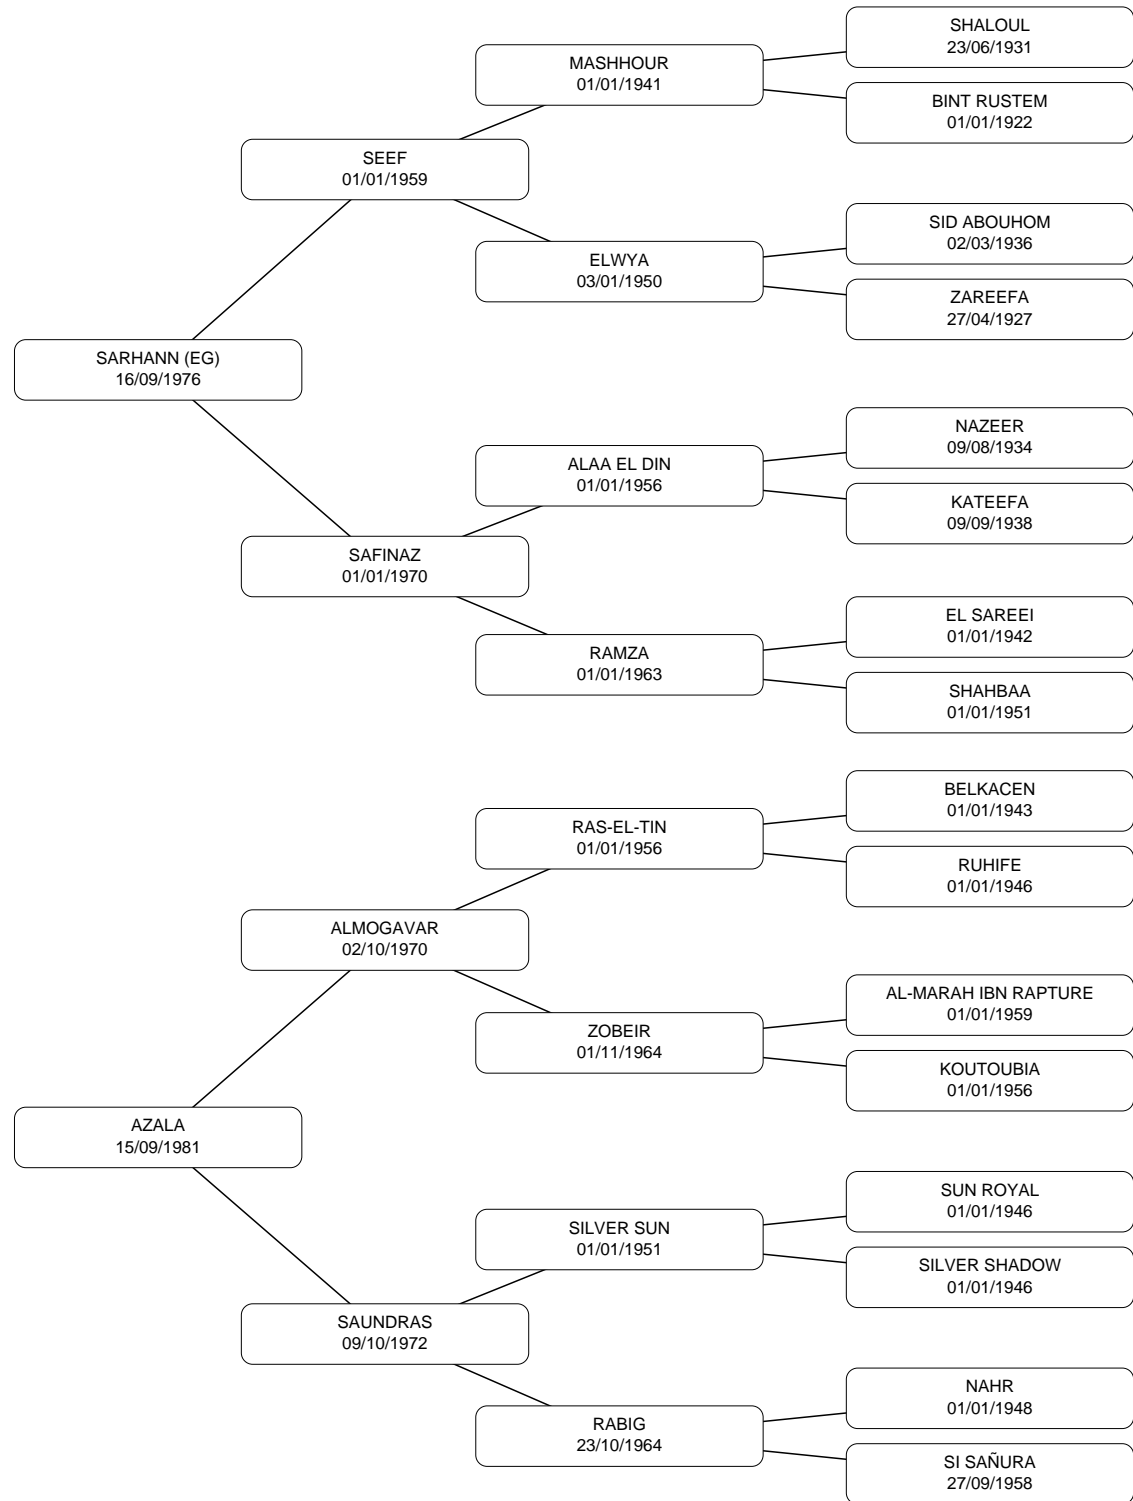 SHALOUL
23/06/1931
MASHHOUR
01/01/1941
BINT RUSTEM
01/01/1922
SEEF
01/01/1959
SID ABOUHOM
02/03/1936
ELWYA
03/01/1950
ZAREEFA
27/04/1927
SARHANN (EG)
16/09/1976
NAZEER
09/08/1934
ALAA EL DIN
01/01/1956
KATEEFA
09/09/1938
SAFINAZ
01/01/1970
EL SAREEI
01/01/1942
RAMZA
01/01/1963
SHAHBAA
01/01/1951
BELKACEN
01/01/1943
RAS-EL-TIN
01/01/1956
RUHIFE
01/01/1946
ALMOGAVAR
02/10/1970
AL-MARAH IBN RAPTURE
01/01/1959
ZOBEIR
01/11/1964
KOUTOUBIA
01/01/1956
AZALA
15/09/1981
SUN ROYAL
01/01/1946
SILVER SUN
01/01/1951
SILVER SHADOW
01/01/1946
SAUNDRAS
09/10/1972
NAHR
01/01/1948
RABIG
23/10/1964
SI SAÑURA
27/09/1958